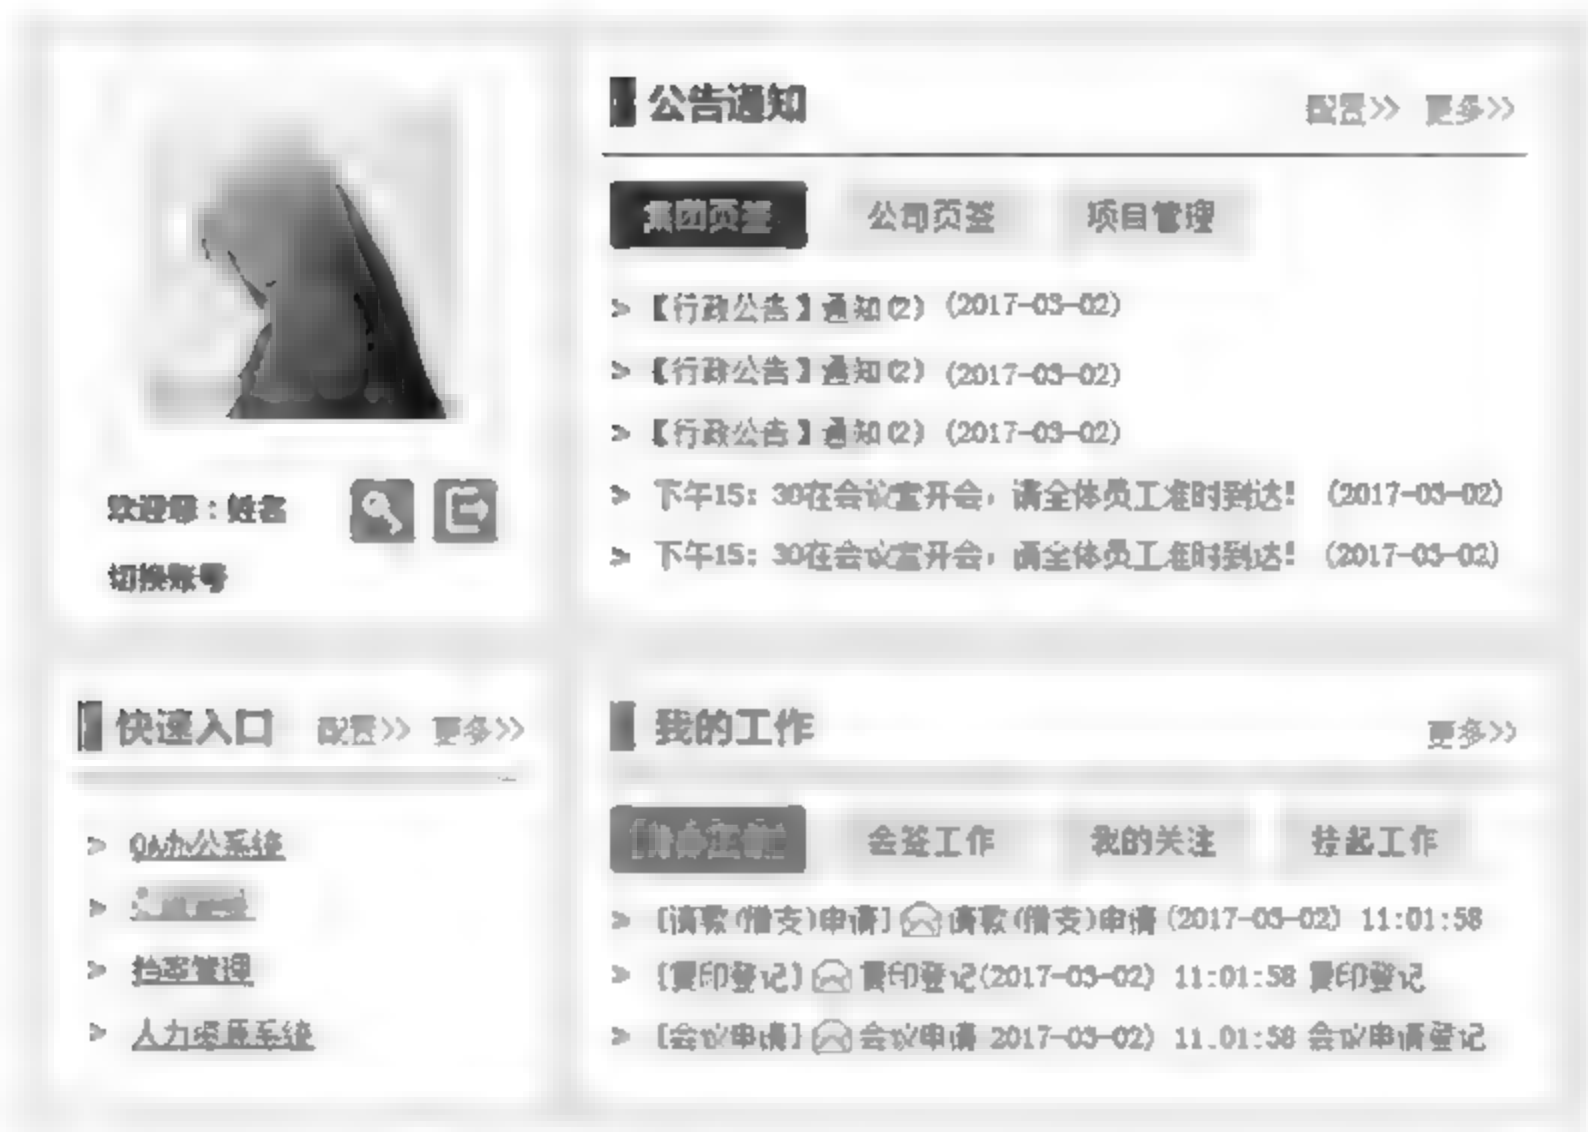 公告通知 配置>> 更多>>
集团页签 公司页签 项目管理
> 【行政公告】通知(2) (2017-03-02)
> 【行政公告】通知(2) (2017-03-02)
> 【行政公告】通知(2) (2017-03-02)
> 下午15：30在会议室开会，请全体员工准时到达！ (2017-03-02)
> 下午15：30在会议室开会，请全体员工准时到达！ (2017-03-02)
欢迎您：姓名
切换账号
快速入口 配置>> 更多>>
> OA办公系统
> 档案管理
> 人力资源系统
我的工作 更多>>
会签工作 我的关注 挂起工作
> [请款(借支)申请] 请款(借支)申请 (2017-03-02) 11:01:58
> [复印登记] 复印登记(2017-03-02) 11:01:58 复印登记
> [会议申请] 会议申请 2017-03-02) 11.01:58 会议申请登记